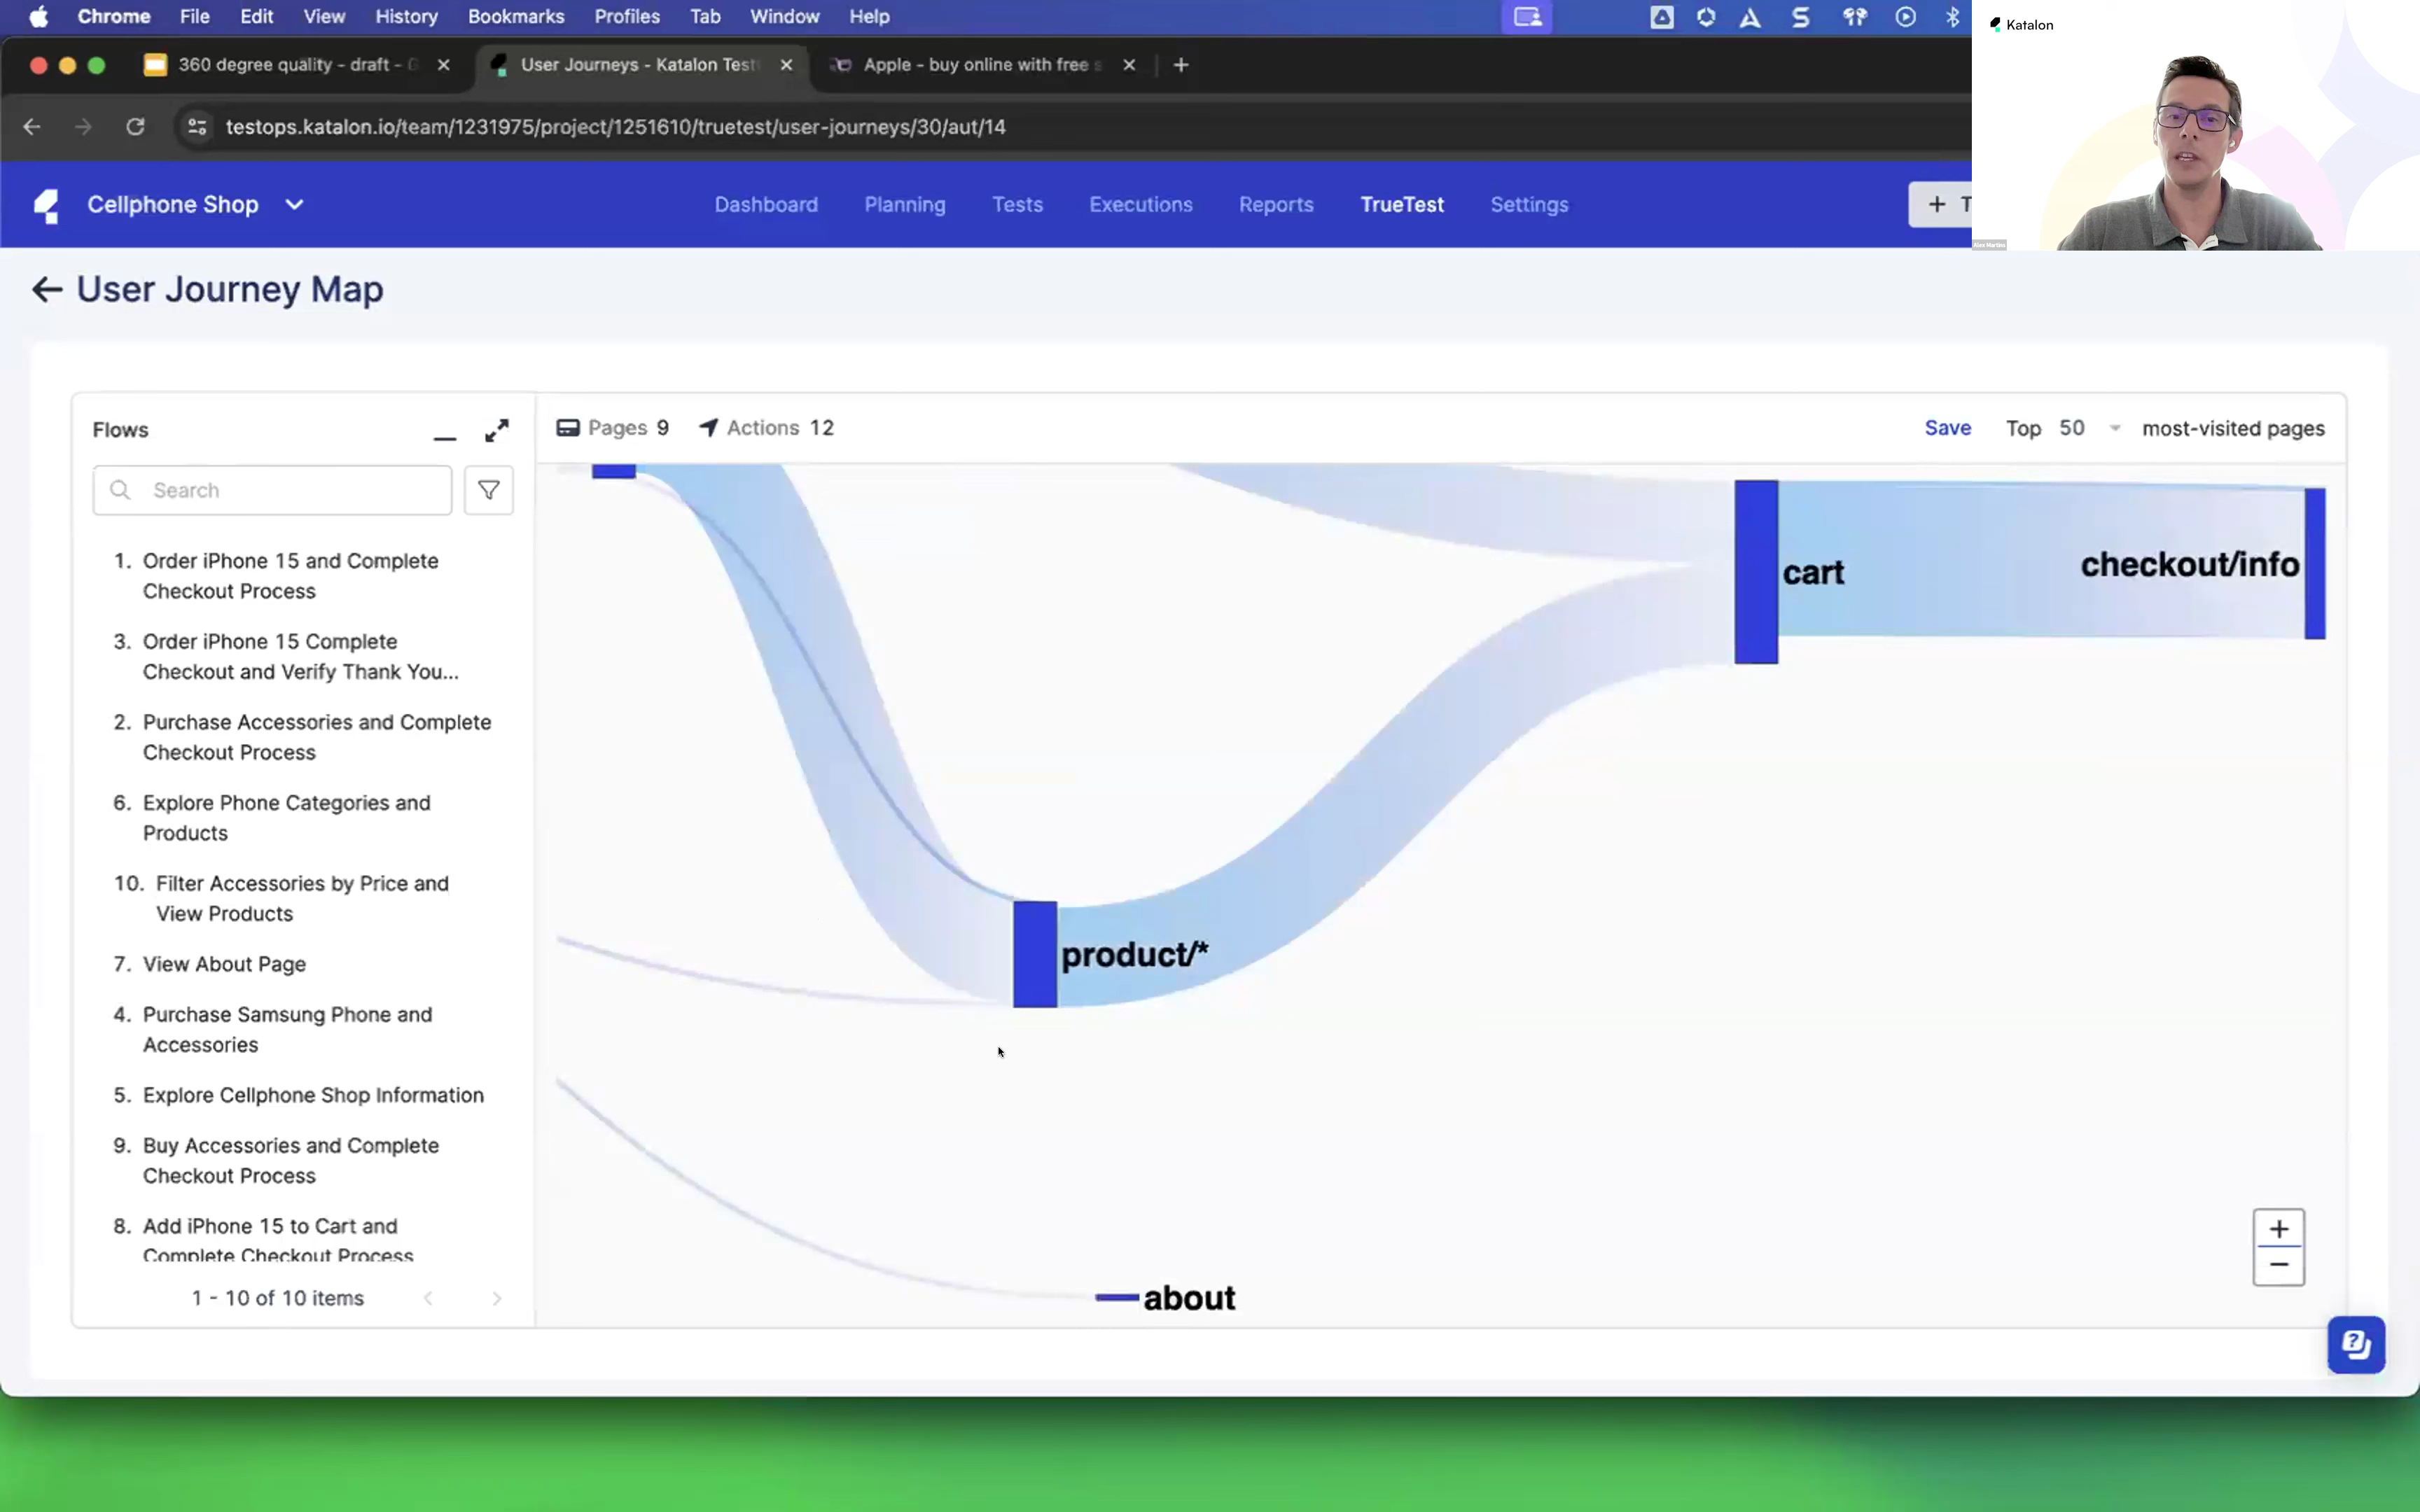 Chrome File Edit View History Bookmarks Profiles Tab Window Help
Katalon
360 degree quality - draft - G
User Journeys - Katalon Test
Apple - buy online with free s
testops.katalon.io/team/1231975/project/1251610/truetest/user-journeys/30/aut/14
Cellphone Shop
Dashboard Planning Tests Executions Reports TrueTest Settings
+ T
Alex Martins
User Journey Map
Flows
Pages 9 Actions 12
Save Top 50 most-visited pages
Search
1. Order iPhone 15 and Complete
Checkout Process
3. Order iPhone 15 Complete
Checkout and Verify Thank You...
2. Purchase Accessories and Complete
Checkout Process
6. Explore Phone Categories and
Products
10. Filter Accessories by Price and
View Products
7. View About Page
4. Purchase Samsung Phone and
Accessories
5. Explore Cellphone Shop Information
9. Buy Accessories and Complete
Checkout Process
8. Add iPhone 15 to Cart and
Complete Checkout Process
1 - 10 of 10 items
cart
checkout/info
product/*
about